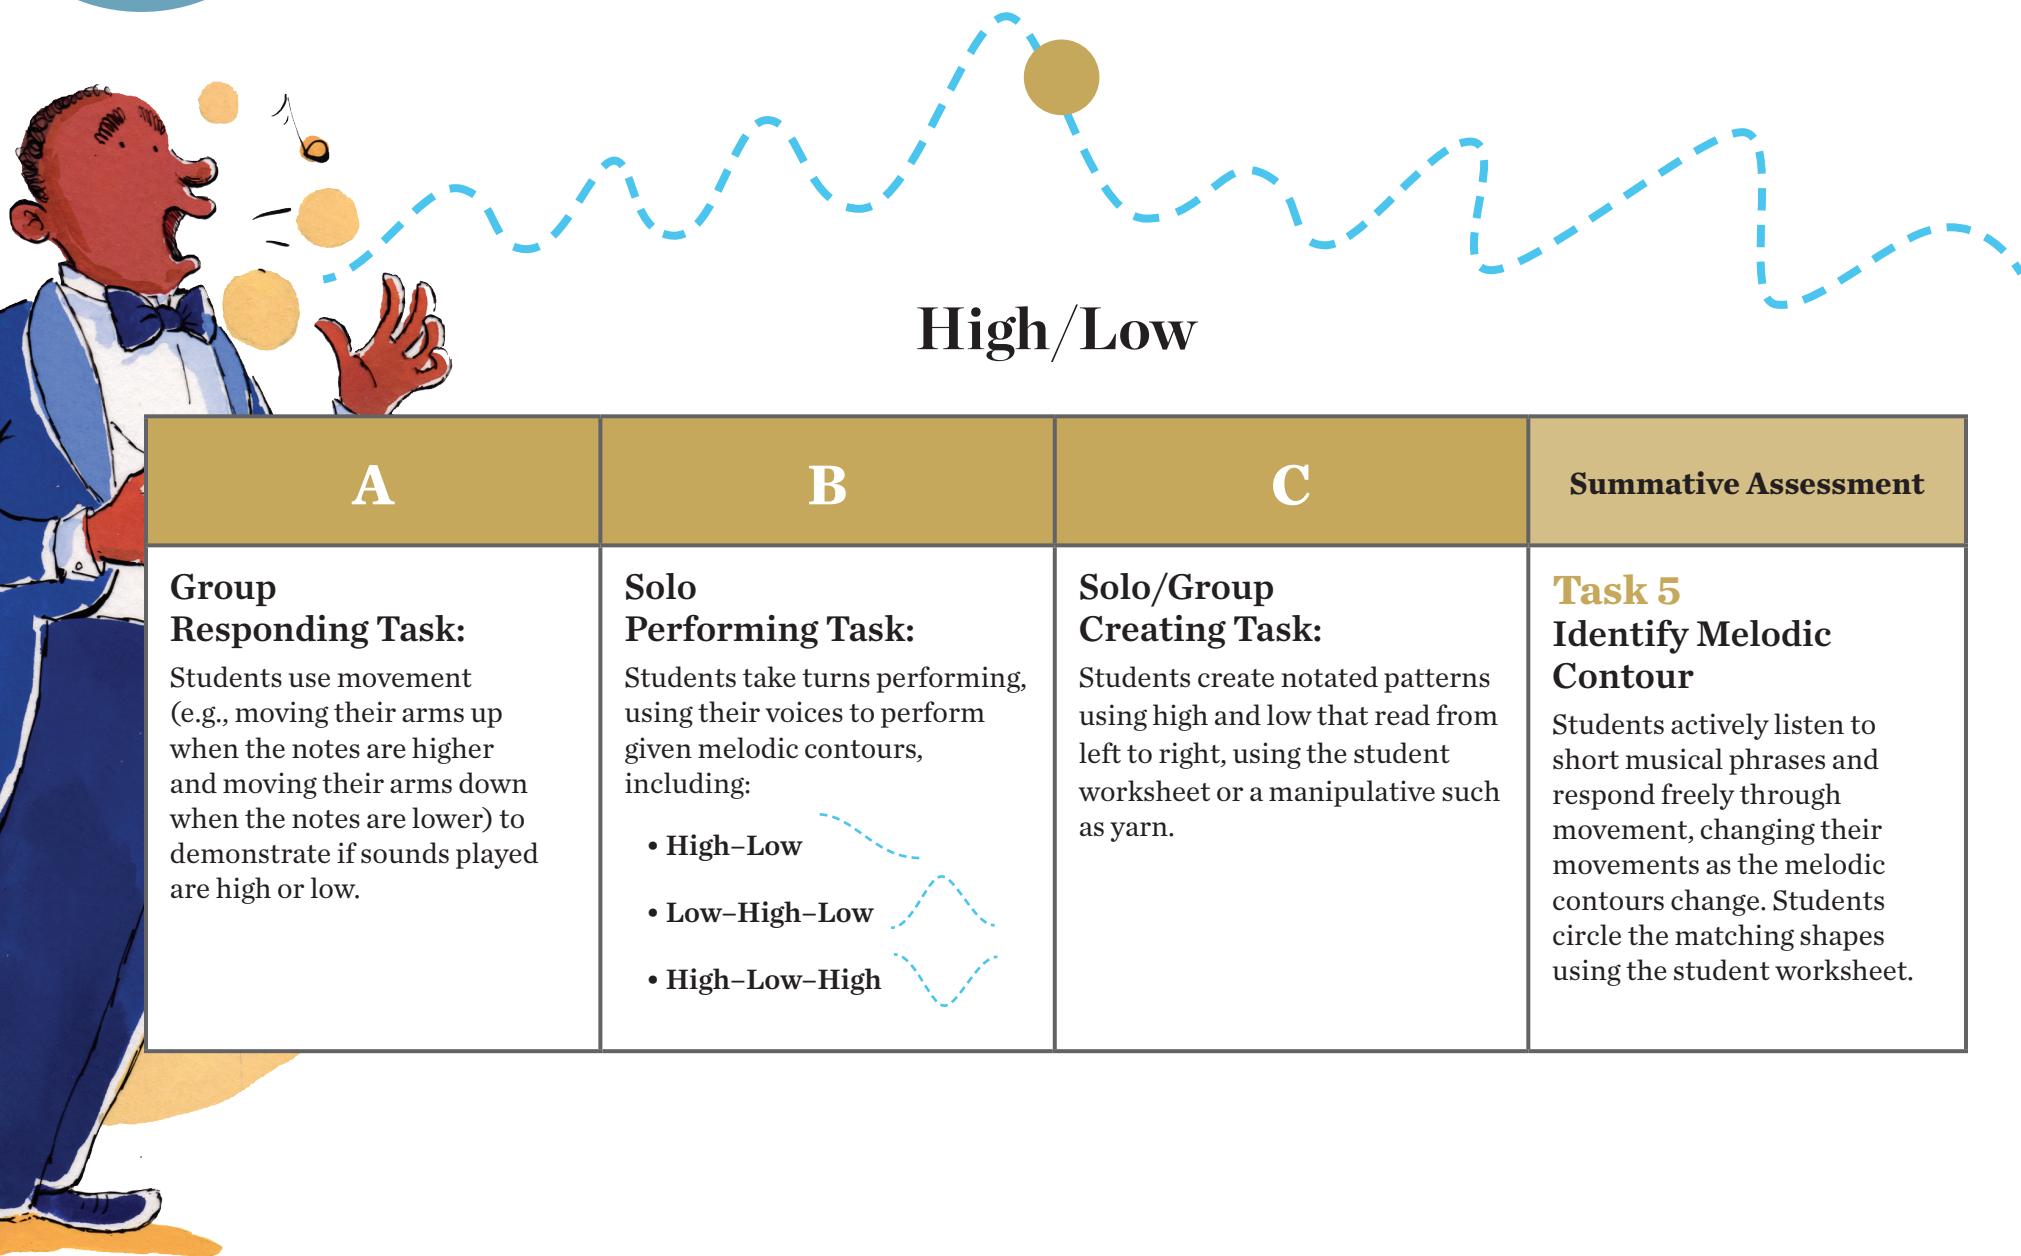 High/Low
A
B
C
Summative Assessment
Group
Responding Task:
Students use movement
(e.g., moving their arms up
when the notes are higher
and moving their arms down
when the notes are lower) to
demonstrate if sounds played
are high or low.
Solo
Performing Task:
Students take turns performing,
using their voices to perform
given melodic contours,
including:
• High–Low
• Low–High–Low
• High–Low–High
Solo/Group
Creating Task:
Students create notated patterns
using high and low that read from
left to right, using the student
worksheet or a manipulative such
as yarn.
Task 5
Identify Melodic
Contour
Students actively listen to
short musical phrases and
respond freely through
movement, changing their
movements as the melodic
contours change. Students
circle the matching shapes
using the student worksheet.